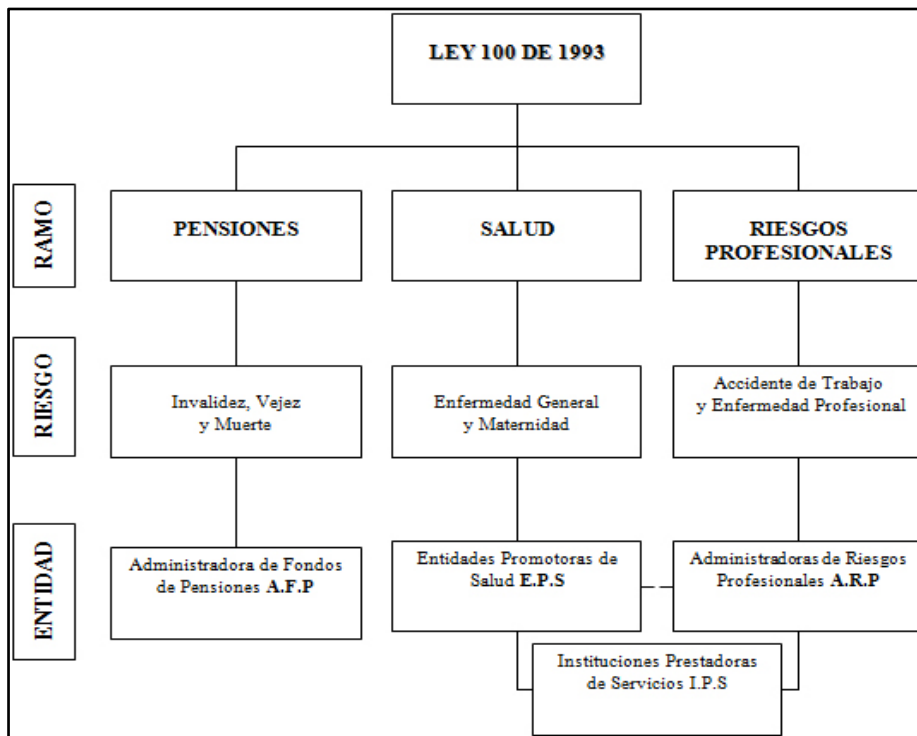 LEY 100 DE 1993
RAMO
PENSIONES
SALUD
RIESGOS
PROFESIONALES
RIESGO
Invalidez, Vejez
y Muerte
Enfermedad General
y Maternidad
Accidente de Trabajo
y Enfermedad Profesional
ENTIDAD
Administradora de Fondos
de Pensiones A.F.P
Entidades Promotoras de
Salud E.P.S
Administradoras de Riesgos
Profesionales A.R.P
Instituciones Prestadoras
de Servicios I.P.S